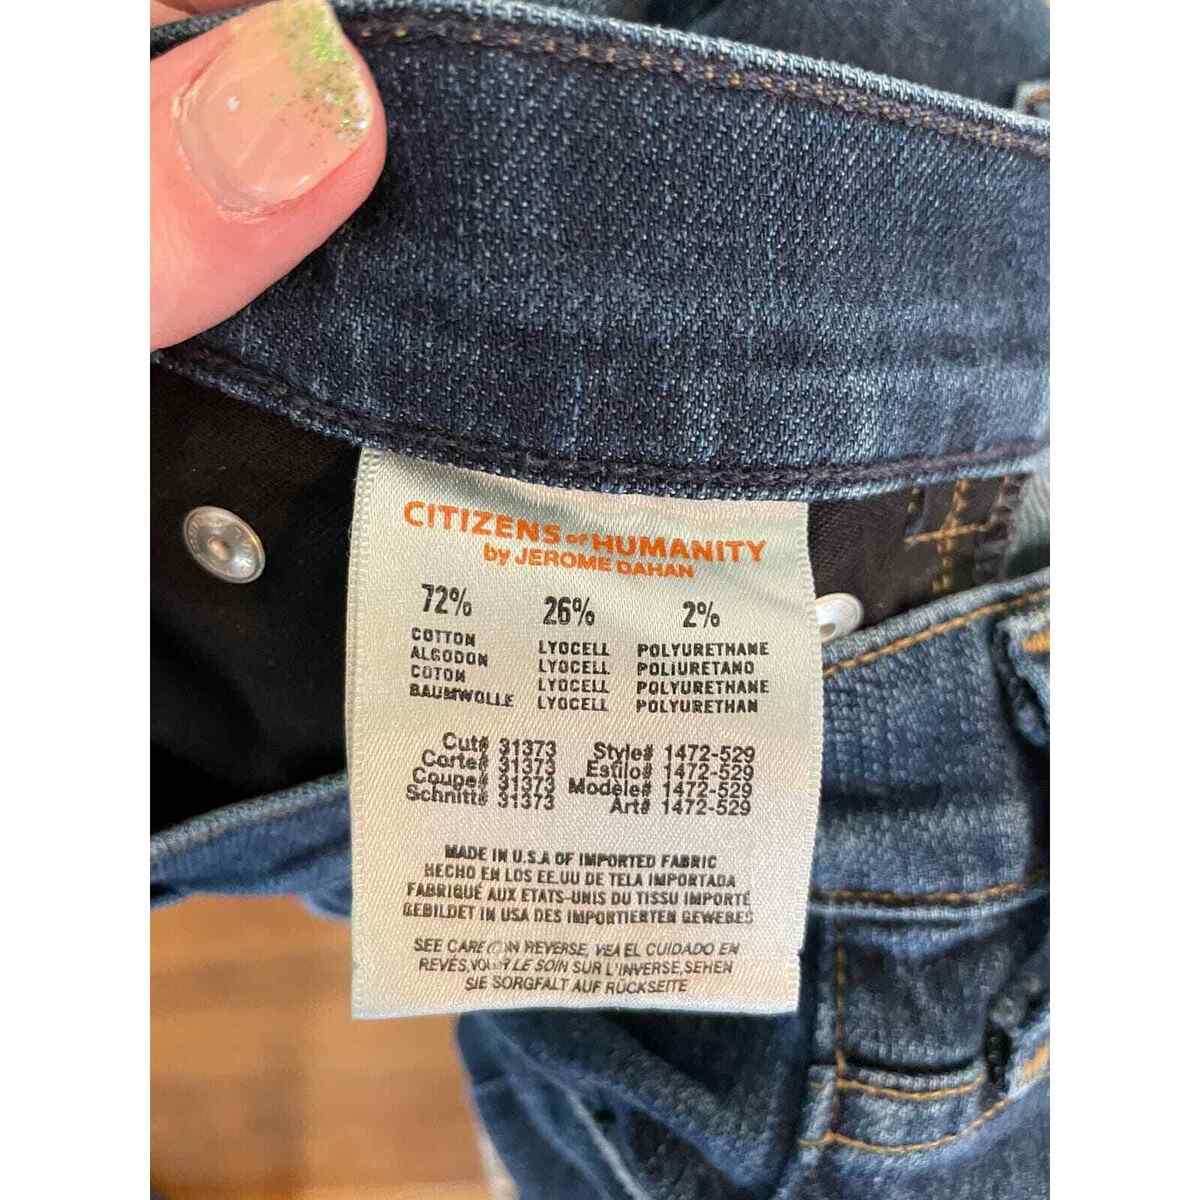 CITIZENS of HUMANITY
by JEROME DAHAN
72% 26% 2%
COTTON LYOCELL POLYURETHANE
ALGODON LYOCELL POLIURETANO
COTON LYOCELL POLYURETHANE
BAUMWOLLE LYOCELL POLYURETHAN
Cut# 31373 Style# 1472-529
Corte# 31373 Estilo# 1472-529
Coupe# 31373 Modèle# 1472-529
Schnitt# 31373 Art# 1472-529
MADE IN U.S.A OF IMPORTED FABRIC
HECHO EN LOS EE.UU DE TELA IMPORTADA
FABRIQUÉ AUX ETATS-UNIS DU TISSU IMPORTÉ
GEBILDET IN USA DES IMPORTIERTEN GEWEBES
SEE CARE ON REVERSE, VEA EL CUIDADO EN
REVÉS, VOIR LE SOIN SUR L'INVERSE, SEHEN
SIE SORGFALT AUF RÜCKSEITE